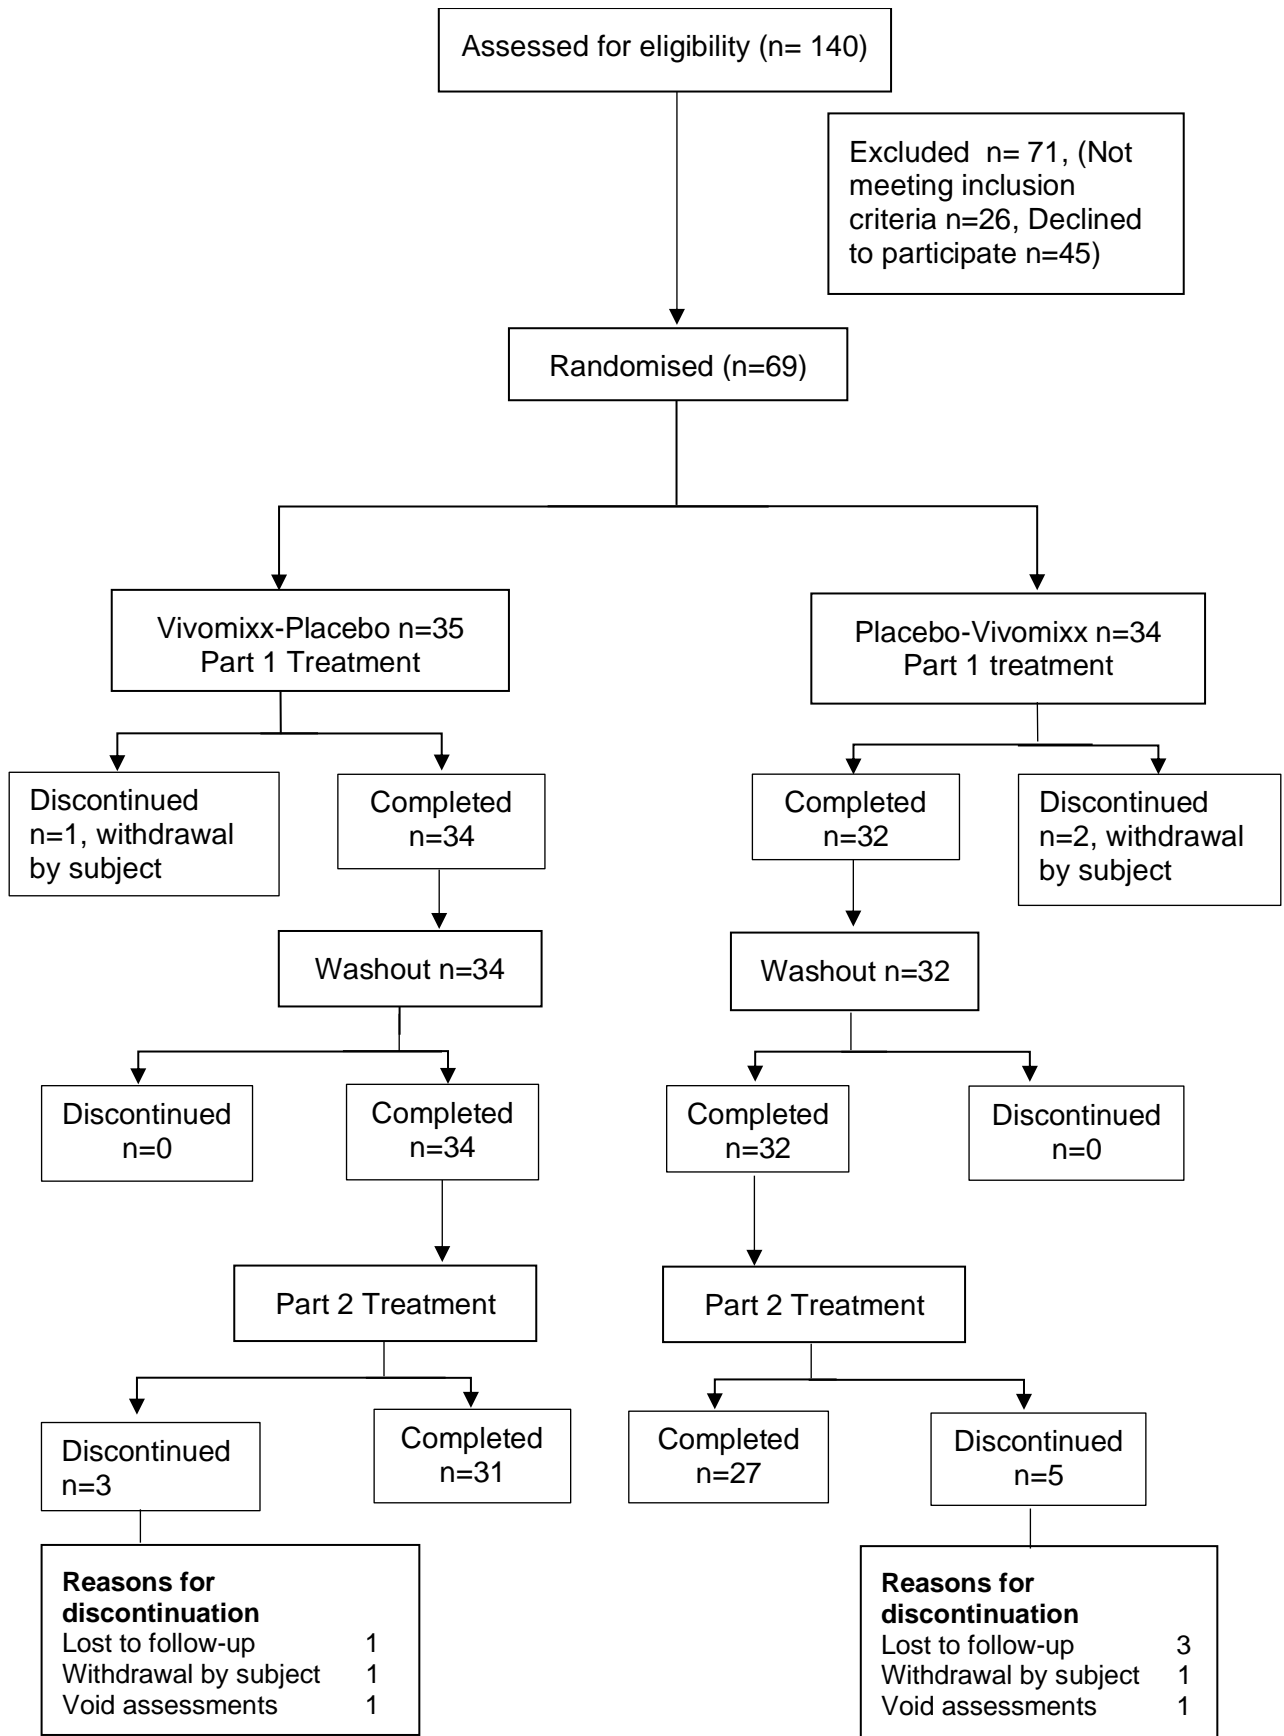 Assessed for eligibility (n= 140)
Excluded  n= 71, (Not
meeting inclusion
criteria n=26, Declined
to participate n=45)
Randomised (n=69)
Vivomixx-Placebo n=35
Part 1 Treatment
Placebo-Vivomixx n=34
Part 1 treatment
Discontinued
n=1, withdrawal
by subject
Completed
n=34
Completed
n=32
Discontinued
n=2, withdrawal
by subject
Washout n=34
Washout n=32
Discontinued
n=0
Completed
n=34
Completed
n=32
Discontinued
n=0
Part 2 Treatment
Part 2 Treatment
Discontinued
n=3
Completed
n=31
Completed
n=27
Discontinued
n=5
Reasons for
discontinuation
Lost to follow-up 1
Withdrawal by subject 1
Void assessments 1
Reasons for
discontinuation
Lost to follow-up 3
Withdrawal by subject 1
Void assessments 1